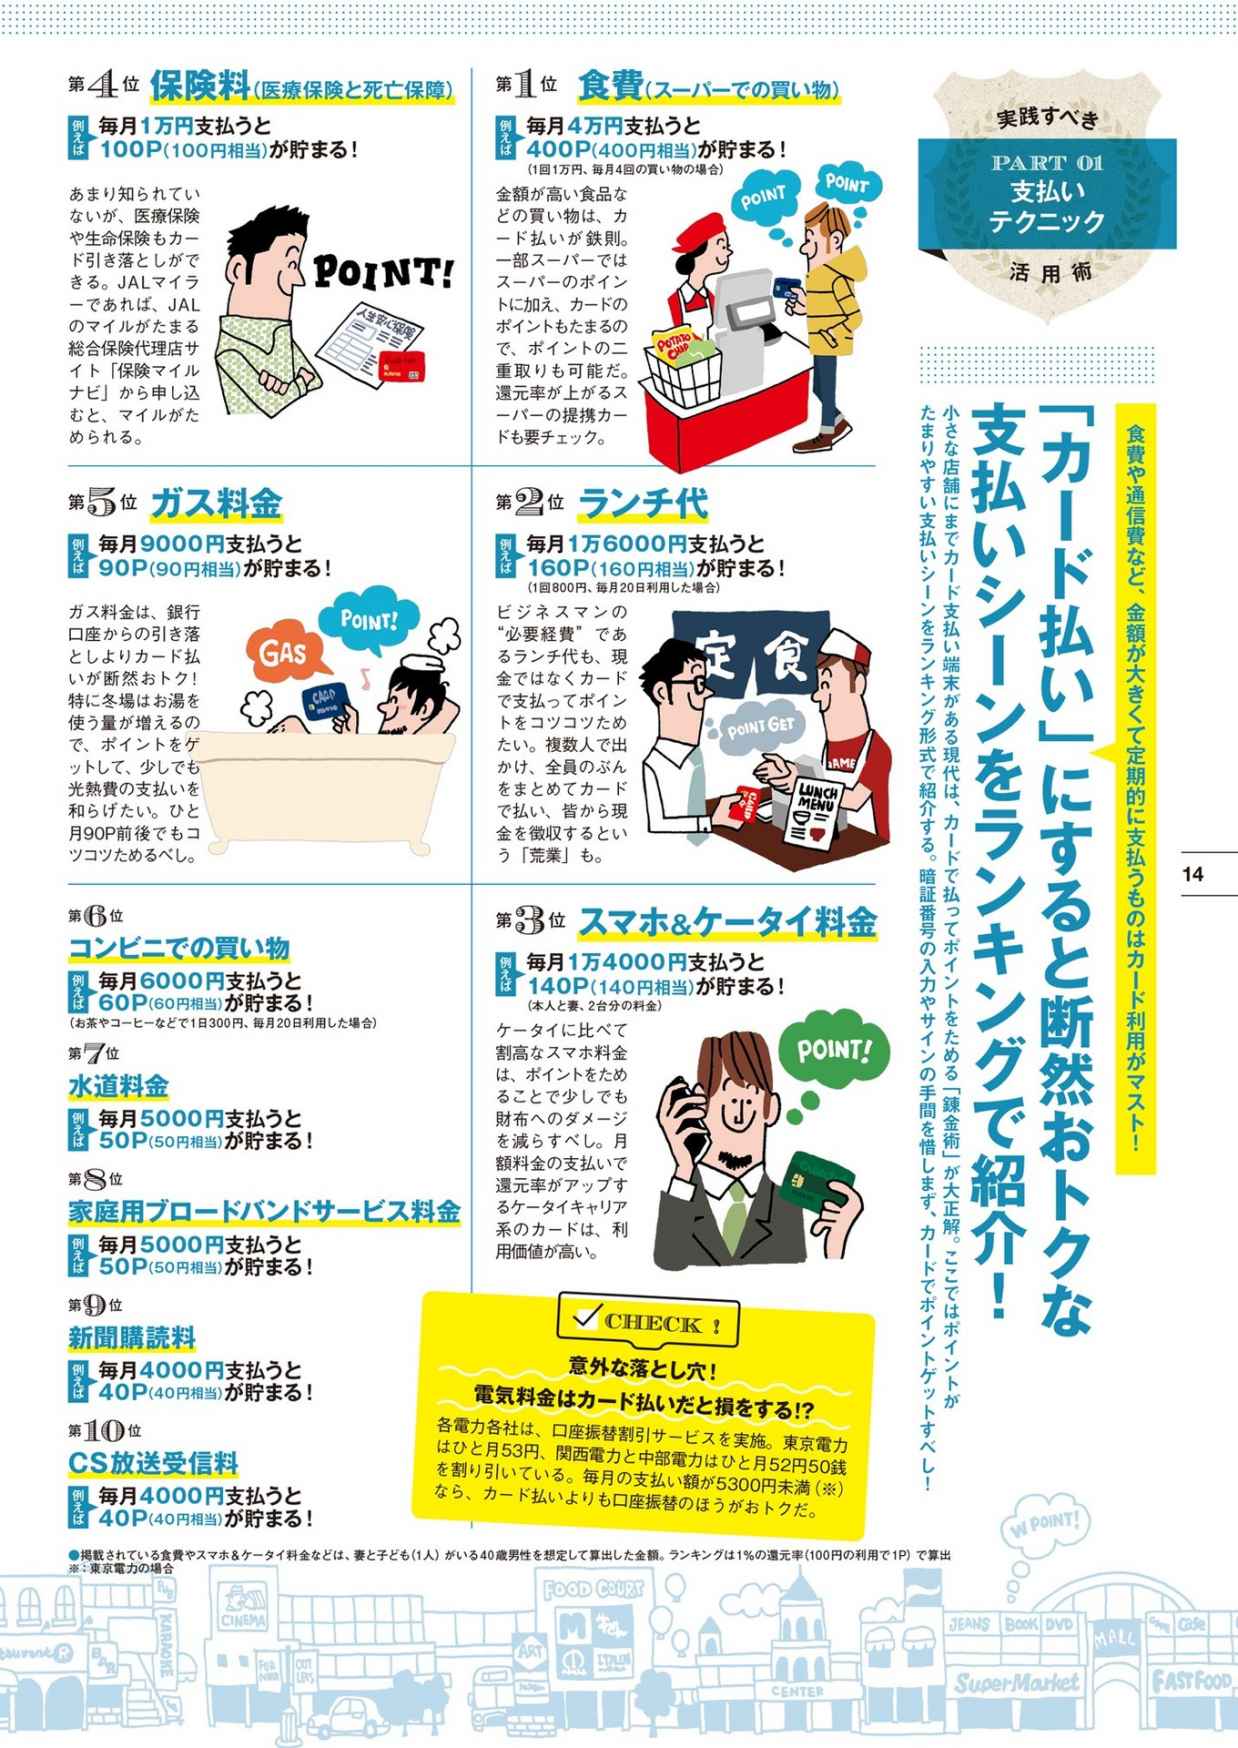 実践すべき
PART 01
支払い
テクニック
活用術
食費や通信費など、金額が大きくて定期的に支払うものはカード利用がマスト！
「カード払い」にすると断然おトクな
支払いシーンをランキングで紹介！
小さな店舗にまでカード支払い端末がある現代は、カードで払ってポイントをためる「錬金術」が大正解。ここではポイントが
たまりやすい支払いシーンをランキング形式で紹介する。暗証番号の入力やサインの手間を惜しまず、カードでポイントゲットすべし！
14
第1位 食費（スーパーでの買い物）
例えば
毎月4万円支払うと
400P（400円相当）が貯まる！
（1回1万円、毎月4回の買い物の場合）
金額が高い食品な
どの買い物は、カ
ード払いが鉄則。
一部スーパーでは
スーパーのポイン
トに加え、カードの
ポイントもたまるの
で、ポイントの二
重取りも可能だ。
還元率が上がるス
ーパーの提携カー
ドも要チェック。
POINT
POINT
POTATO
CHIP
第2位 ランチ代
例えば
毎月1万6000円支払うと
160P（160円相当）が貯まる！
（1回800円、毎月20日利用した場合）
ビジネスマンの
“必要経費”であ
るランチ代も、現
金ではなくカード
で支払ってポイン
トをコツコツため
たい。複数人で出
かけ、全員のぶん
をまとめてカード
で払い、皆から現
金を徴収するとい
う「荒業」も。
定食
POINT GET
CARD
LUNCH
MENU
第3位 スマホ&ケータイ料金
例えば
毎月1万4000円支払うと
140P（140円相当）が貯まる！
（本人と妻、2台分の料金）
ケータイに比べて
割高なスマホ料金
は、ポイントをため
ることで少しでも
財布へのダメージ
を減らすべし。月
額料金の支払いで
還元率がアップす
るケータイキャリア
系のカードは、利
用価値が高い。
POINT!
第4位 保険料（医療保険と死亡保障）
例えば
毎月1万円支払うと
100P（100円相当）が貯まる！
あまり知られてい
ないが、医療保険
や生命保険もカー
ド引き落としがで
きる。JALマイラ
ーであれば、JAL
のマイルがたまる
総合保険代理店サ
イト「保険マイル
ナビ」から申し込
むと、マイルがた
められる。
POINT!
人生安心保険
第5位 ガス料金
例えば
毎月9000円支払うと
90P（90円相当）が貯まる！
ガス料金は、銀行
口座からの引き落
としよりカード払
いが断然おトク！
特に冬場はお湯を
使う量が増えるの
で、ポイントをゲ
ットして、少しでも
光熱費の支払いを
和らげたい。ひと
月90P前後でもコ
ツコツためるべし。
GAS
POINT!
CARD
第6位
コンビニでの買い物
例えば
毎月6000円支払うと
60P（60円相当）が貯まる！
（お茶やコーヒーなどで1日300円、毎月20日利用した場合）
第7位
水道料金
例えば
毎月5000円支払うと
50P（50円相当）が貯まる！
第8位
家庭用ブロードバンドサービス料金
例えば
毎月5000円支払うと
50P（50円相当）が貯まる！
第9位
新聞購読料
例えば
毎月4000円支払うと
40P（40円相当）が貯まる！
第10位
CS放送受信料
例えば
毎月4000円支払うと
40P（40円相当）が貯まる！
CHECK !
意外な落とし穴！
電気料金はカード払いだと損をする!?
各電力各社は、口座振替割引サービスを実施。東京電力
はひと月53円、関西電力と中部電力はひと月52円50銭
を割り引いている。毎月の支払い額が5300円未満（※）
なら、カード払いよりも口座振替のほうがおトクだ。
●掲載されている食費やスマホ＆ケータイ料金などは、妻と子ども（1人）がいる40歳男性を想定して算出した金額。ランキングは1％の還元率（100円の利用で1P）で算出
※：東京電力の場合
W POINT!
BAR
Pub
KARAOKE
CINEMA
FOOD COURT
ART
CENTER
JEANS BOOK DVD
SuperMarket
MALL
Cafe
FASTFOOD